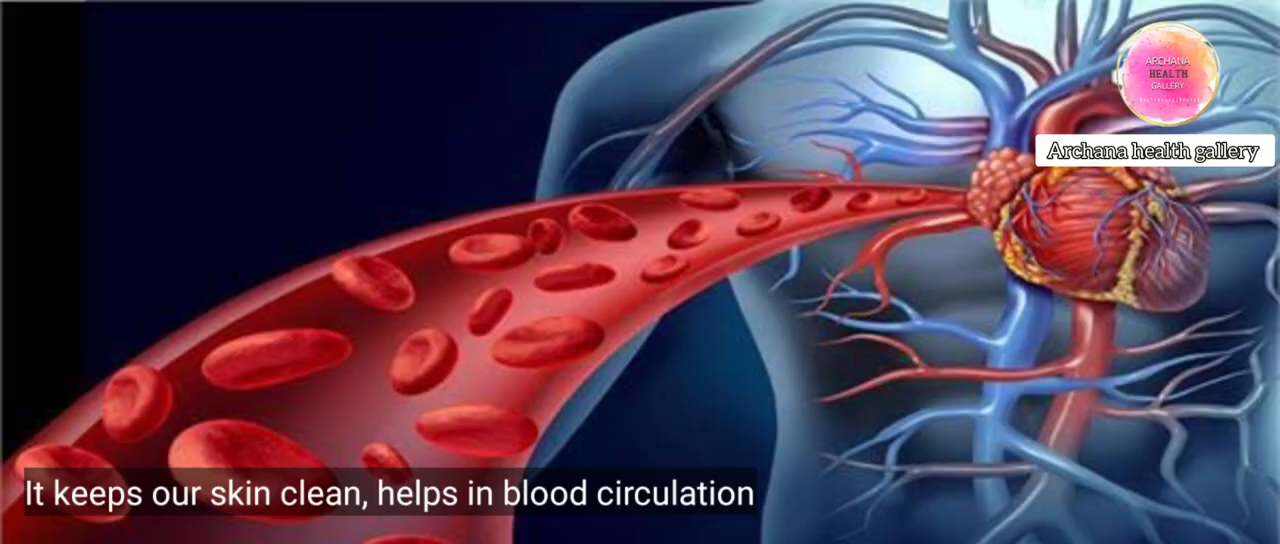 ARCHANA
HEALTH
GALLERY
Archana health gallery
It keeps our skin clean, helps in blood circulation